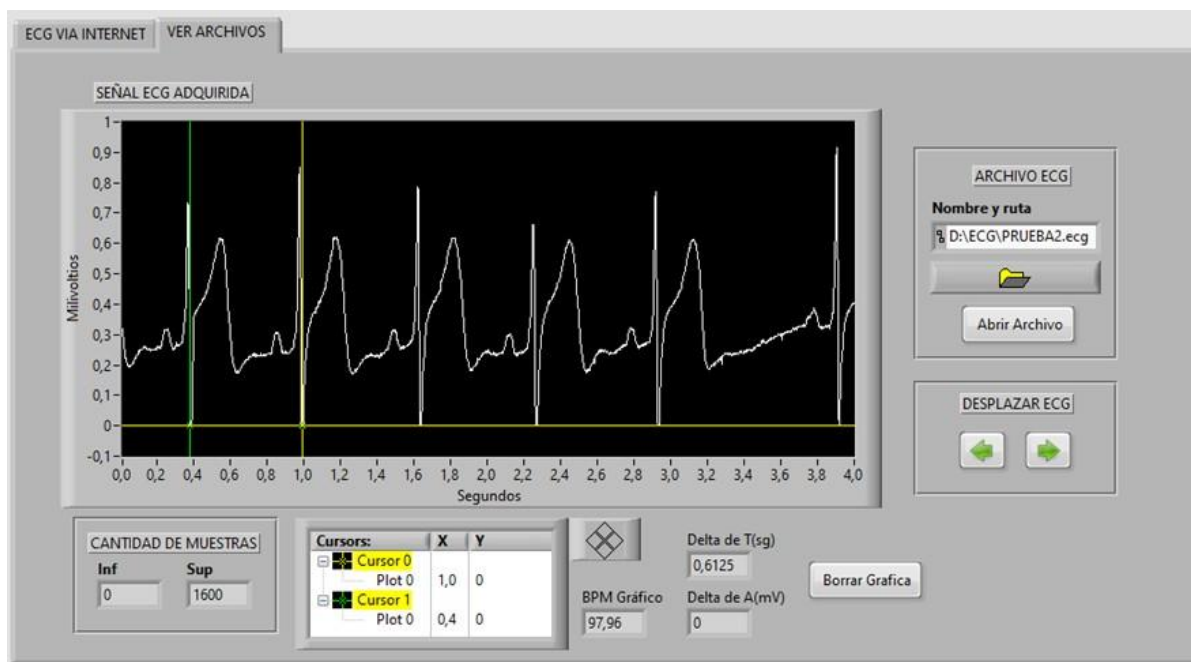 ECG VIA INTERNET
VER ARCHIVOS
SEÑAL ECG ADQUIRIDA
Milivoltios
1
0,9
0,8
0,7
0,6
0,5
0,4
0,3
0,2
0,1
0
-0,1
0,0 0,2 0,4 0,6 0,8 1,0 1,2 1,4 1,6 1,8 2,0 2,2 2,4 2,6 2,8 3,0 3,2 3,4 3,6 3,8 4,0
Segundos
ARCHIVO ECG
Nombre y ruta
D:\ECG\PRUEBA2.ecg
Abrir Archivo
DESPLAZAR ECG
CANTIDAD DE MUESTRAS
Inf Sup
0 1600
Cursors: X Y
Cursor 0
Plot 0 1,0 0
Cursor 1
Plot 0 0,4 0
BPM Gráfico
97,96
Delta de T(sg)
0,6125
Delta de A(mV)
0
Borrar Grafica